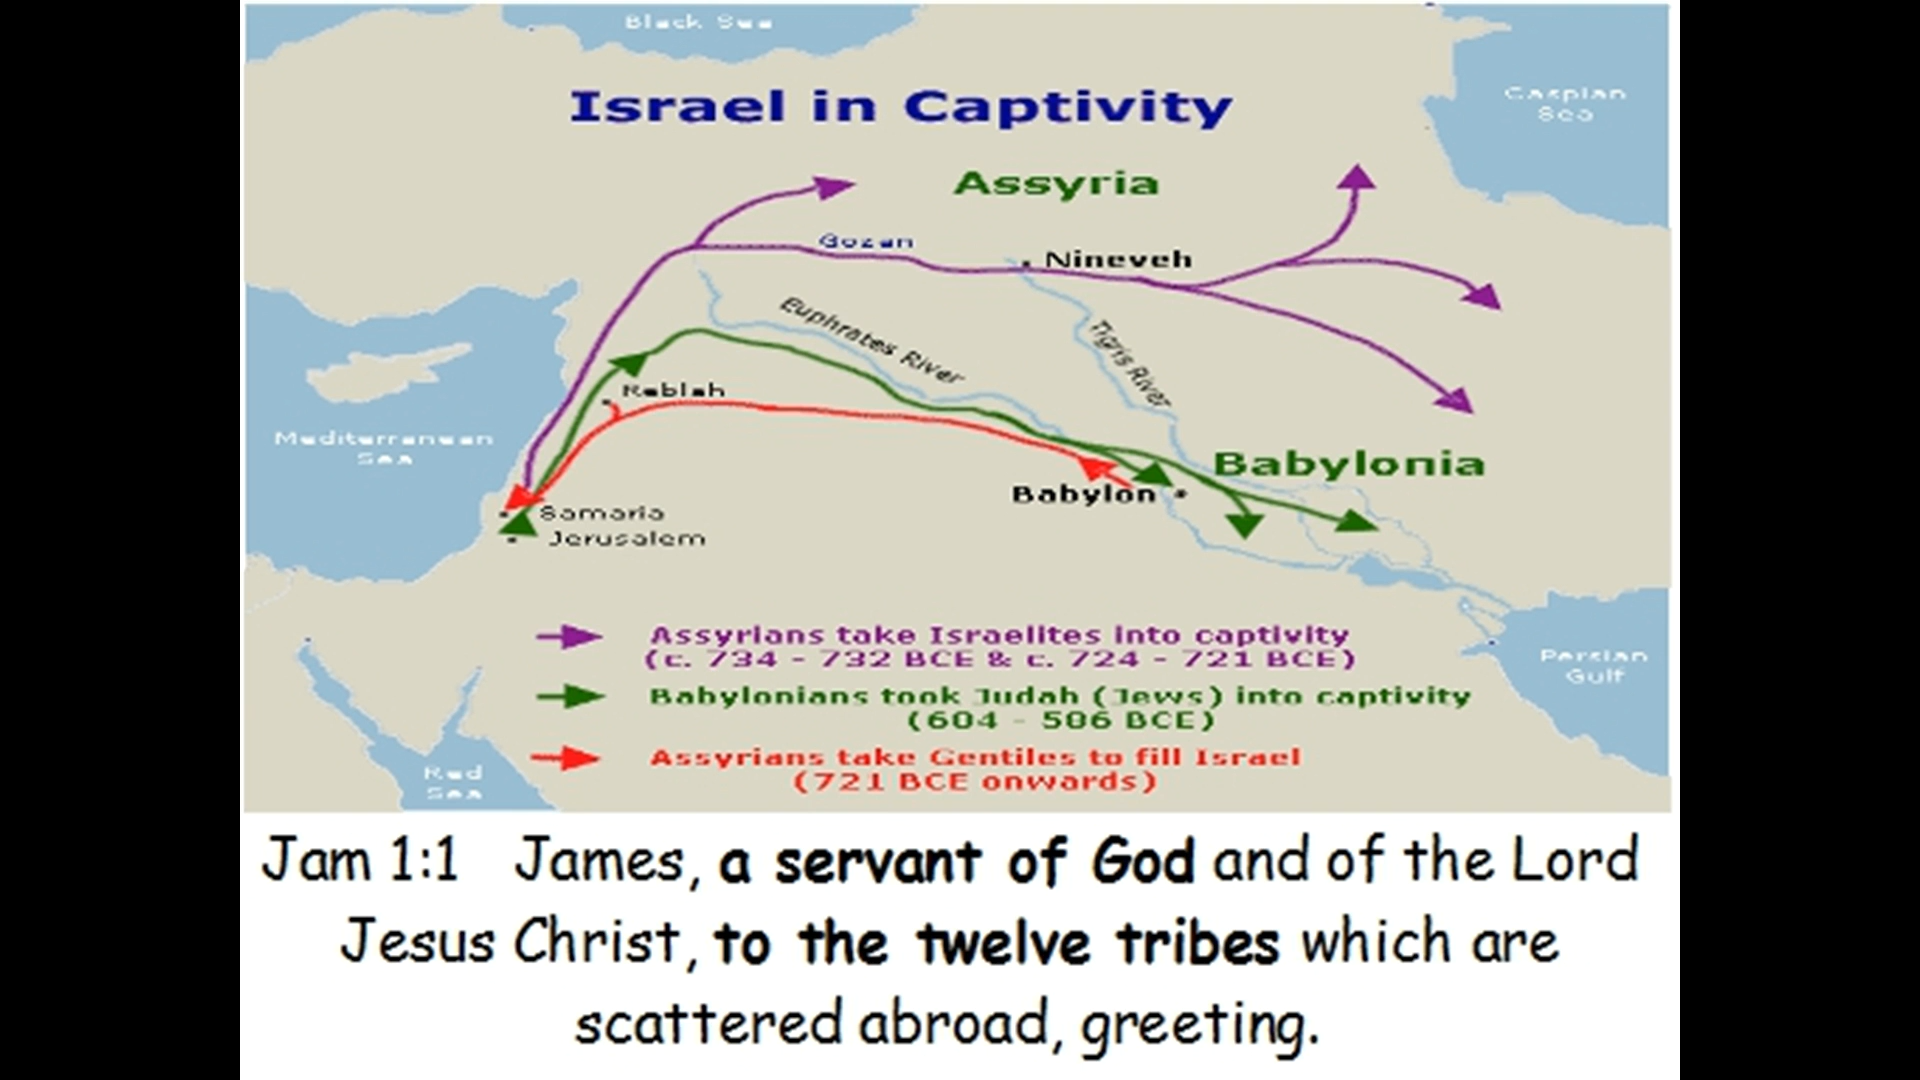 Black Sea
Israel in Captivity
Caspian
Sea
Assyria
Gozan
Nineveh
Euphrates River
Tigris River
Reblah
Mediterranean
Sea
Babylonia
Babylon
Samaria
Jerusalem
Assyrians take Israelites into captivity
(c. 734 - 732 BCE & c. 724 - 721 BCE)
Persian
Gulf
Babylonians took Judah (Jews) into captivity
(604 - 586 BCE)
Assyrians take Gentiles to fill Israel
(721 BCE onwards)
Red
Sea
Jam 1:1 James, a servant of God and of the Lord
Jesus Christ, to the twelve tribes which are
scattered abroad, greeting.